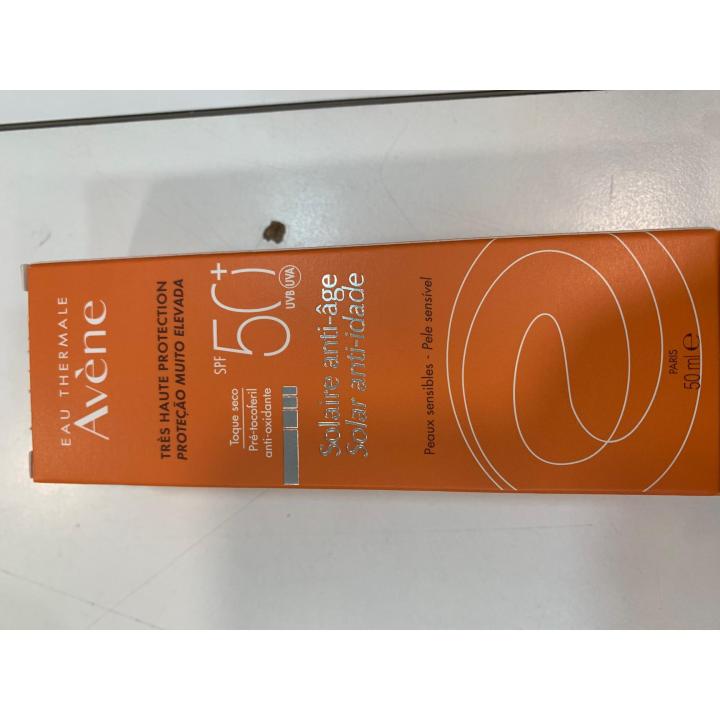 EAU THERMALE
Avène
TRÈS HAUTE PROTECTION
PROTEÇÃO MUITO ELEVADA
SPF
50+
UVB UVA
Toque seco
Pré-tocoferil
anti-oxidante
Solaire anti-âge
Solar anti-idade
Peaux sensibles - Pele sensível
PARIS
50 ml e